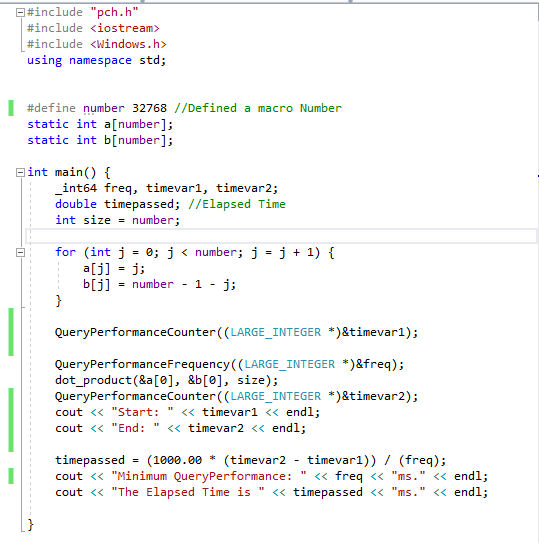 #include "pch.h"
#include <iostream>
#include <Windows.h>
using namespace std;
#define number 32768 //Defined a macro Number
static int a[number];
static int b[number];
int main() {
_int64 freq, timevar1, timevar2;
double timepassed; //Elapsed Time
int size = number;
for (int j = 0; j < number; j = j + 1) {
a[j] = j;
b[j] = number - 1 - j;
}
QueryPerformanceCounter((LARGE_INTEGER *)&timevar1);
QueryPerformanceFrequency((LARGE_INTEGER *)&freq);
dot_product(&a[0], &b[0], size);
QueryPerformanceCounter((LARGE_INTEGER *)&timevar2);
cout << "Start: " << timevar1 << endl;
cout << "End: " << timevar2 << endl;
timepassed = (1000.00 * (timevar2 - timevar1)) / (freq);
cout << "Minimum QueryPerformance: " << freq << "ms." << endl;
cout << "The Elapsed Time is " << timepassed << "ms." << endl;
}